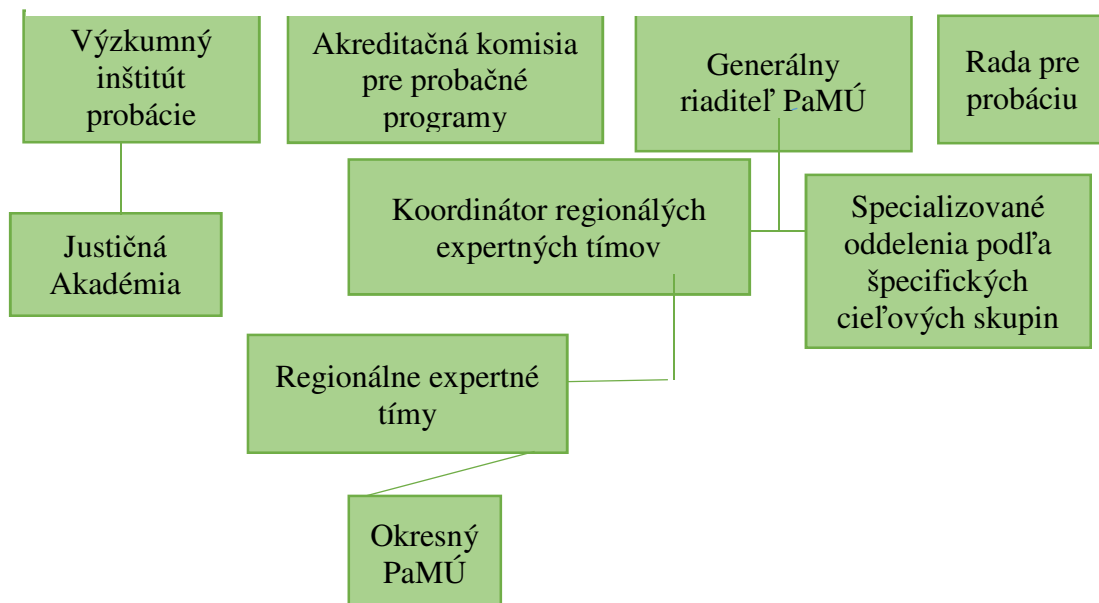 Výzkumný
inštitút
probácie
Akreditačná komisia
pre probačné
programy
Generálny
riaditeľ PaMÚ
Rada pre
probáciu
Justičná
Akadémia
Koordinátor regionálých
expertných tímov
Specializované
oddelenia podľa
špecifických
cieľových skupin
Regionálne expertné
tímy
Okresný
PaMÚ